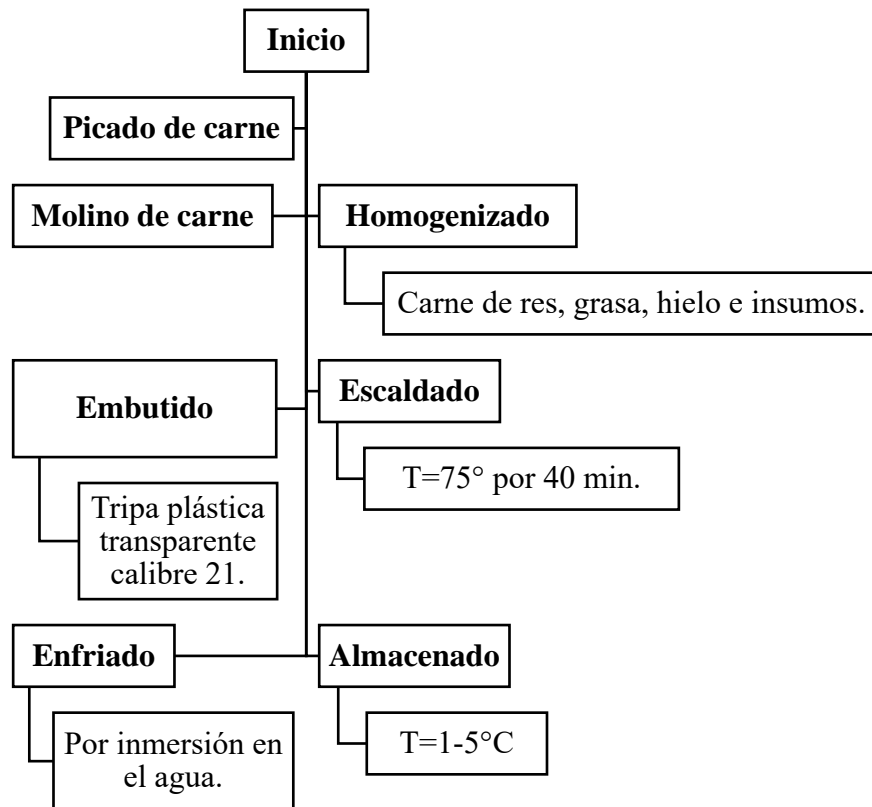 Inicio
Picado de carne
Molino de carne
Homogenizado
Carne de res, grasa, hielo e insumos.
Embutido
Tripa plástica
transparente
calibre 21.
Escaldado
T=75° por 40 min.
Enfriado
Por inmersión en
el agua.
Almacenado
T=1-5°C